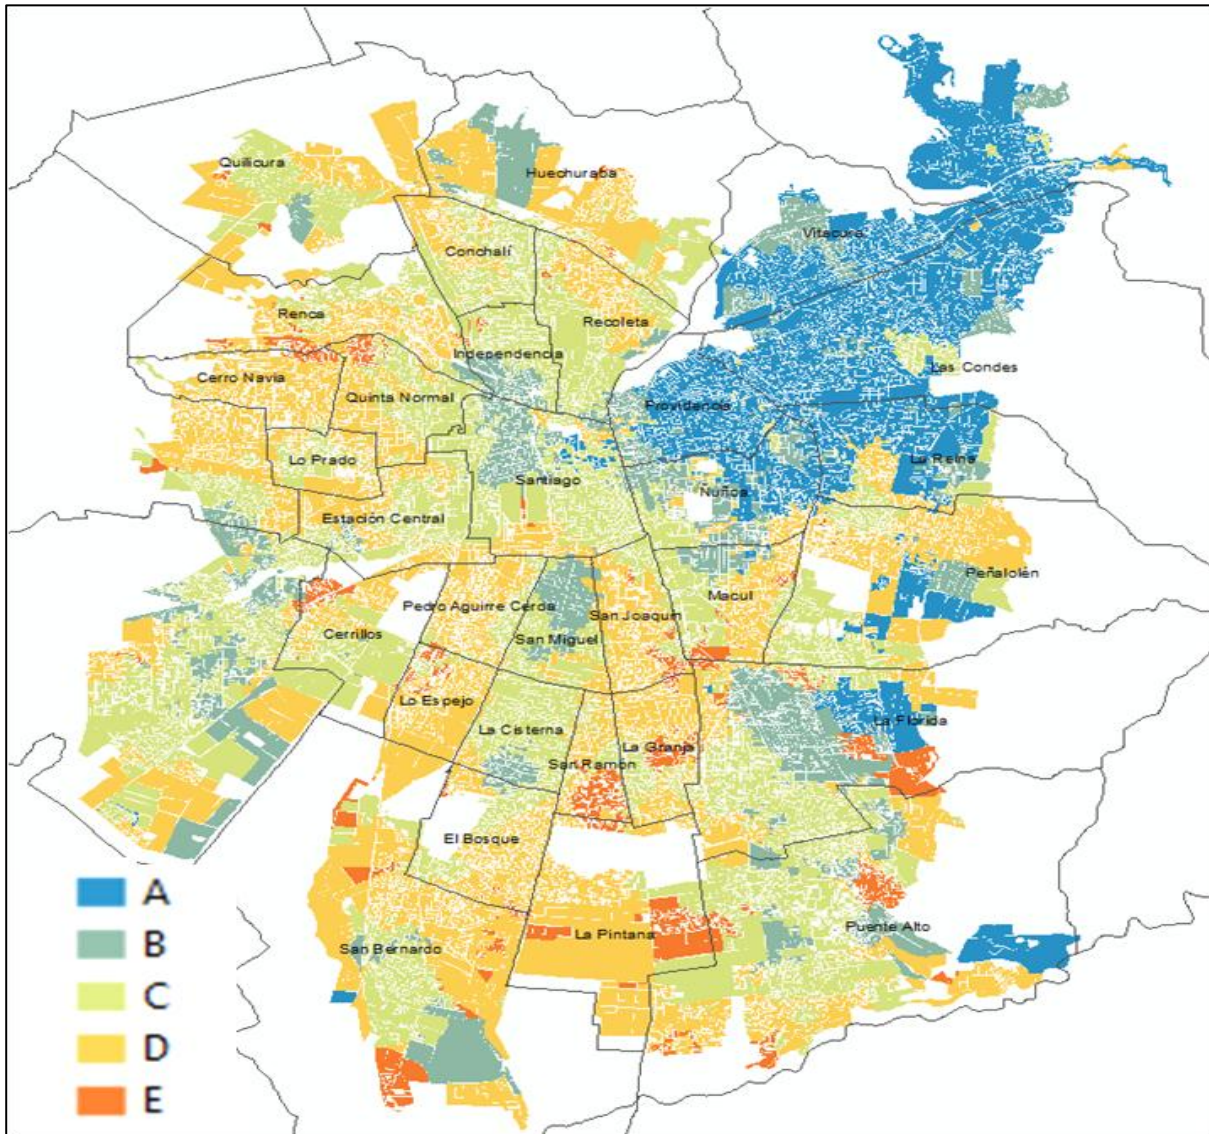 Quilicura
Huechuraba
Vitacura
Conchalí
Renca
Recoleta
Independencia
Las Condes
Cerro Navia
Quinta Normal
Providencia
Lo Prado
La Reina
Santiago
Ñuñoa
Estación Central
Peñalolén
Macul
Pedro Aguirre Cerda
San Joaquín
Cerrillos
San Miguel
Lo Espejo
La Florida
La Cisterna
La Granja
San Ramón
El Bosque
Puente Alto
La Pintana
San Bernardo
A
B
C
D
E